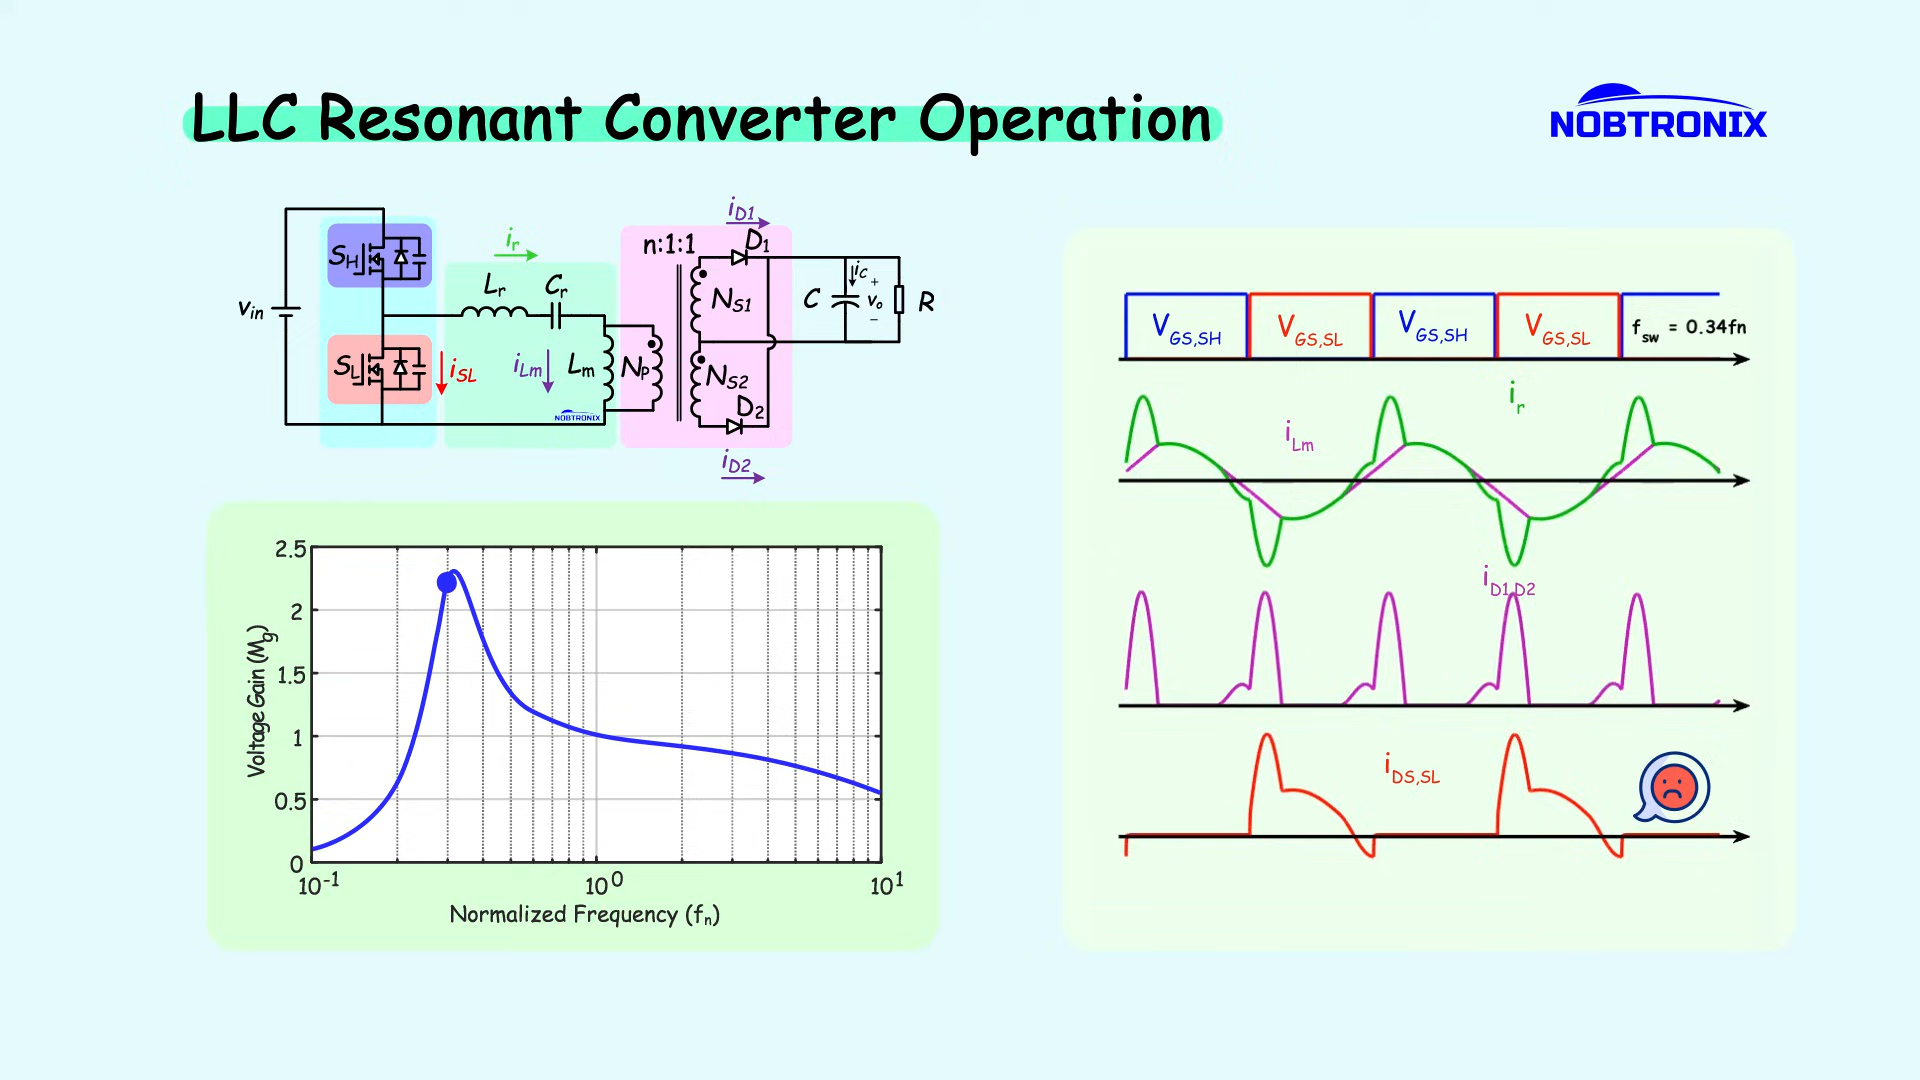 LLC Resonant Converter Operation
NOBTRONIX
iD1
ir
n:1:1
D1
SH
Lr
Cr
iC
+
vin
NS1
C
vo
R
−
SL
iSL
iLm
Lm
NP
NS2
D2
NOBTRONIX
iD2
2.5
2
1.5
1
0.5
0
Voltage Gain (Mg)
10-1
100
101
Normalized Frequency (fn)
VGS,SH
VGS,SL
VGS,SH
VGS,SL
fsw = 0.34fn
ir
iLm
iD1,D2
iDS,SL